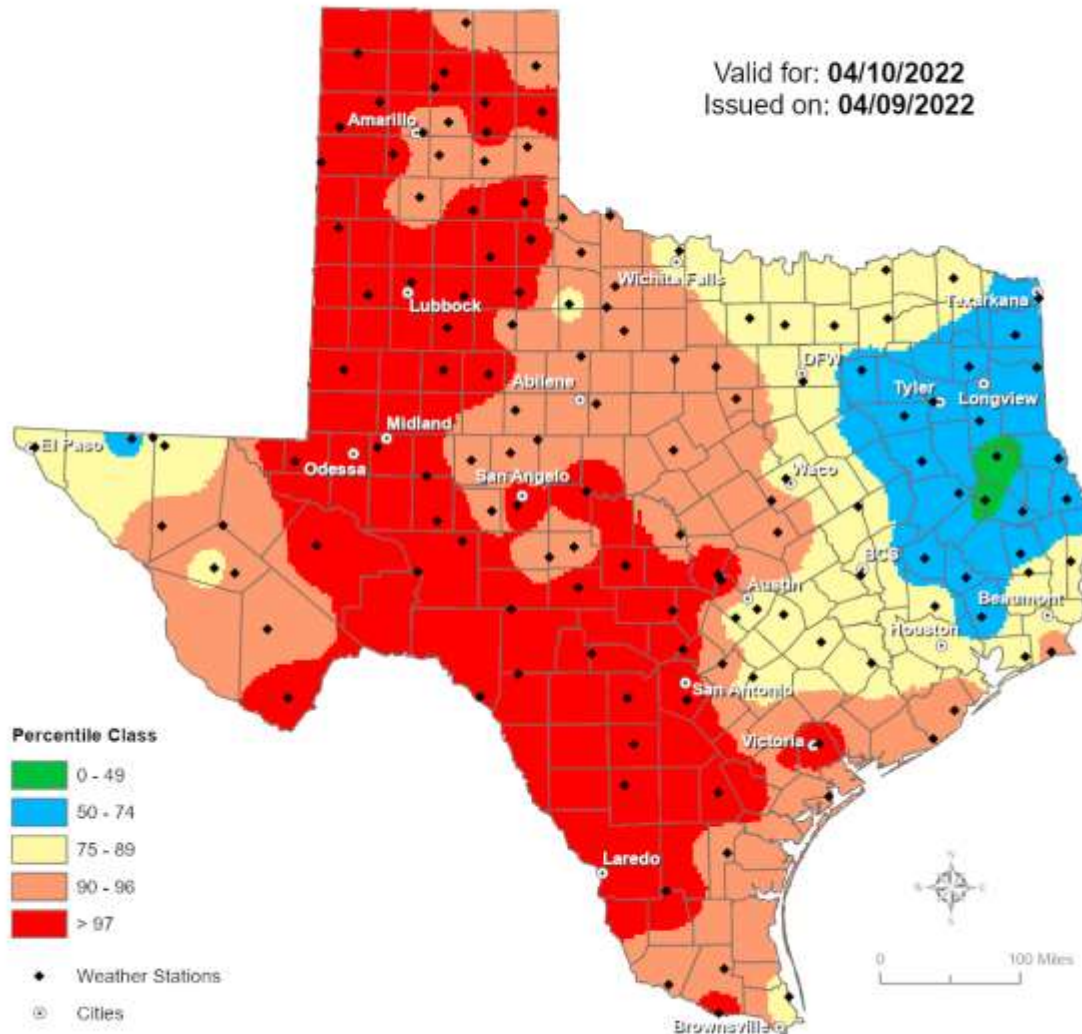 Valid for: 04/10/2022
Issued on: 04/09/2022
Amarillo
Wichita Falls
Texarkana
Lubbock
DFW
Abilene
Tyler
Longview
Midland
El Paso
Odessa
San Angelo
Waco
BCS
Austin
Beaumont
Houston
San Antonio
Victoria
Laredo
Brownsville
Percentile Class
0 - 49
50 - 74
75 - 89
90 - 96
> 97
Weather Stations
Cities
0 100 Miles